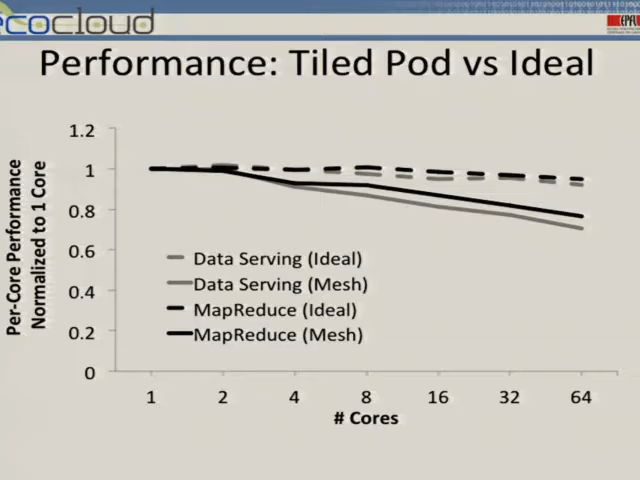 ecocloud
EPFL
Performance: Tiled Pod vs Ideal
Per-Core Performance
Normalized to 1 Core
1.2
1
0.8
0.6
0.4
0.2
0
Data Serving (Ideal)
Data Serving (Mesh)
MapReduce (Ideal)
MapReduce (Mesh)
1 2 4 8 16 32 64
# Cores